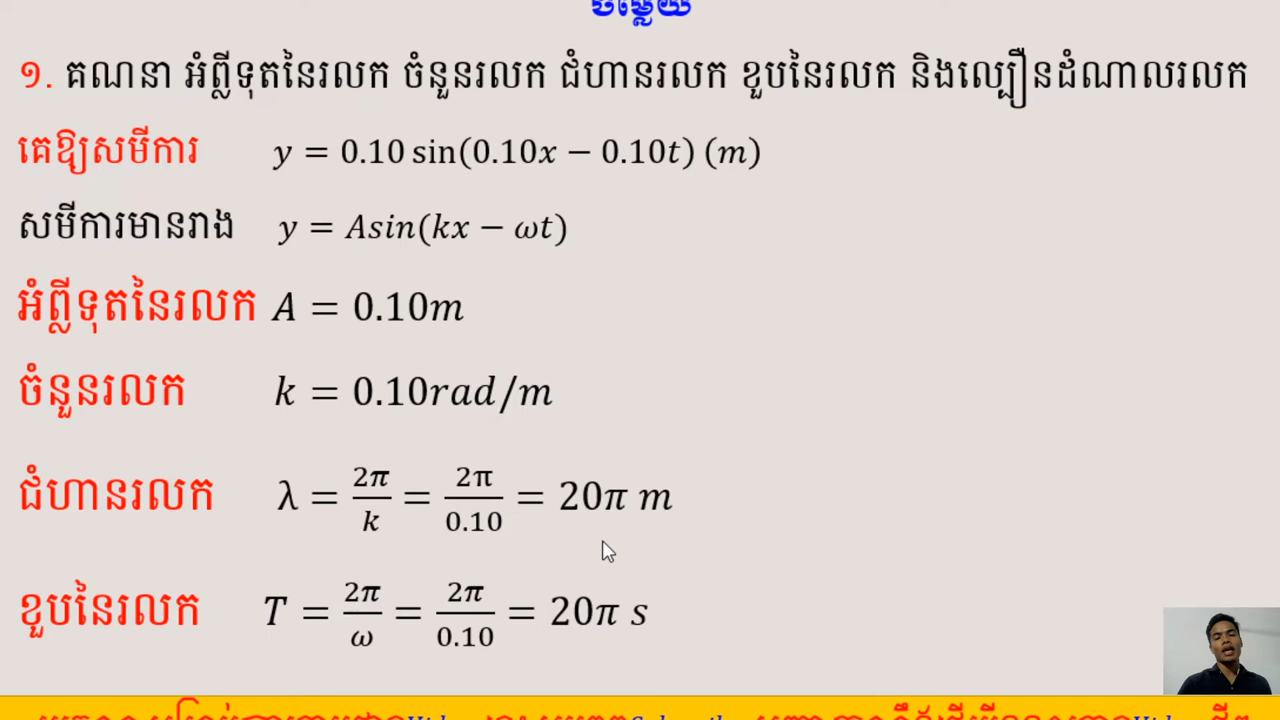 ចម្លើយ
១. គណនា អំព្លីទុតនៃរលក ចំនួនរលក ជំហានរលក ខួបនៃរលក និងល្បឿនដំណាលរលក
គេឱ្យសមីការ y = 0.10 sin(0.10x − 0.10t) (m)
សមីការមានរាង y = Asin(kx − ωt)
អំព្លីទុតនៃរលក A = 0.10m
ចំនួនរលក k = 0.10rad/m
ជំហានរលក λ = 2π/k = 2π/0.10 = 20π m
ខួបនៃរលក T = 2π/ω = 2π/0.10 = 20π s